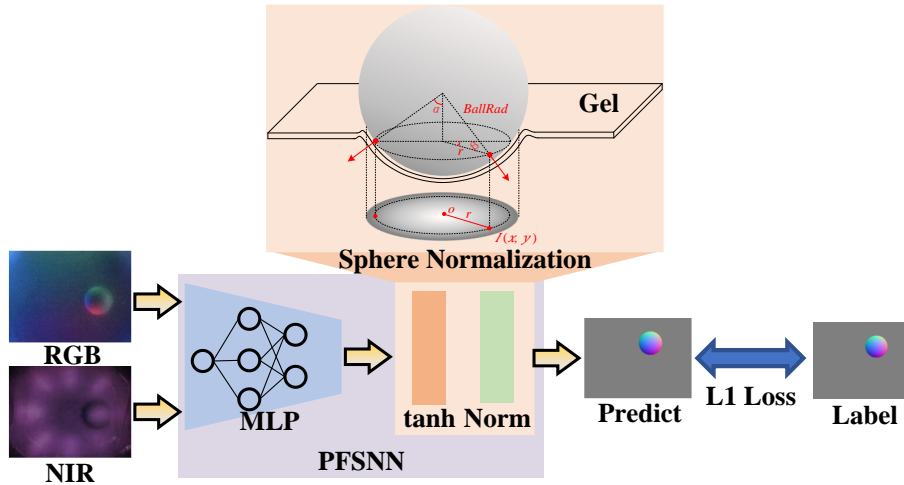 Gel
BallRad
α
r
o
r
I(x, y)
Sphere Normalization
RGB
NIR
MLP
tanh Norm
PFSNN
Predict
L1 Loss
Label